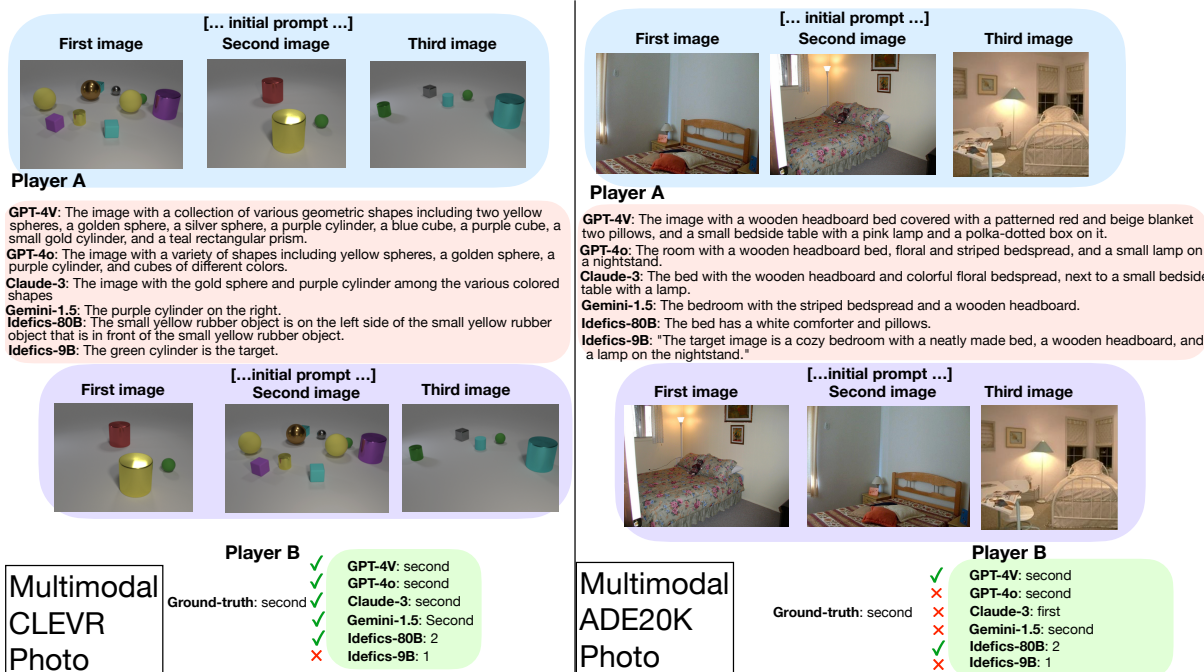 [... initial prompt ...]
First image
Second image
Third image
Player A
GPT-4V: The image with a collection of various geometric shapes including two yellow
spheres, a golden sphere, a silver sphere, a purple cylinder, a blue cube, a purple cube, a
small gold cylinder, and a teal rectangular prism.
GPT-4o: The image with a variety of shapes including yellow spheres, a golden sphere, a
purple cylinder, and cubes of different colors.
Claude-3: The image with the gold sphere and purple cylinder among the various colored
shapes
Gemini-1.5: The purple cylinder on the right.
Idefics-80B: The small yellow rubber object is on the left side of the small yellow rubber
object that is in front of the small yellow rubber object.
Idefics-9B: The green cylinder is the target.
[...initial prompt ...]
First image
Second image
Third image
Player B
Ground-truth: second
GPT-4V: second
GPT-4o: second
Claude-3: second
Gemini-1.5: Second
Idefics-80B: 2
Idefics-9B: 1
Multimodal
CLEVR
Photo
[... initial prompt ...]
First image
Second image
Third image
Player A
GPT-4V: The image with a wooden headboard bed covered with a patterned red and beige blanket
two pillows, and a small bedside table with a pink lamp and a polka-dotted box on it.
GPT-4o: The room with a wooden headboard bed, floral and striped bedspread, and a small lamp on
a nightstand.
Claude-3: The bed with the wooden headboard and colorful floral bedspread, next to a small bedside
table with a lamp.
Gemini-1.5: The bedroom with the striped bedspread and a wooden headboard.
Idefics-80B: The bed has a white comforter and pillows.
Idefics-9B: "The target image is a cozy bedroom with a neatly made bed, a wooden headboard, and
a lamp on the nightstand."
[...initial prompt ...]
First image
Second image
Third image
Player B
Ground-truth: second
GPT-4V: second
GPT-4o: second
Claude-3: first
Gemini-1.5: second
Idefics-80B: 2
Idefics-9B: 1
Multimodal
ADE20K
Photo